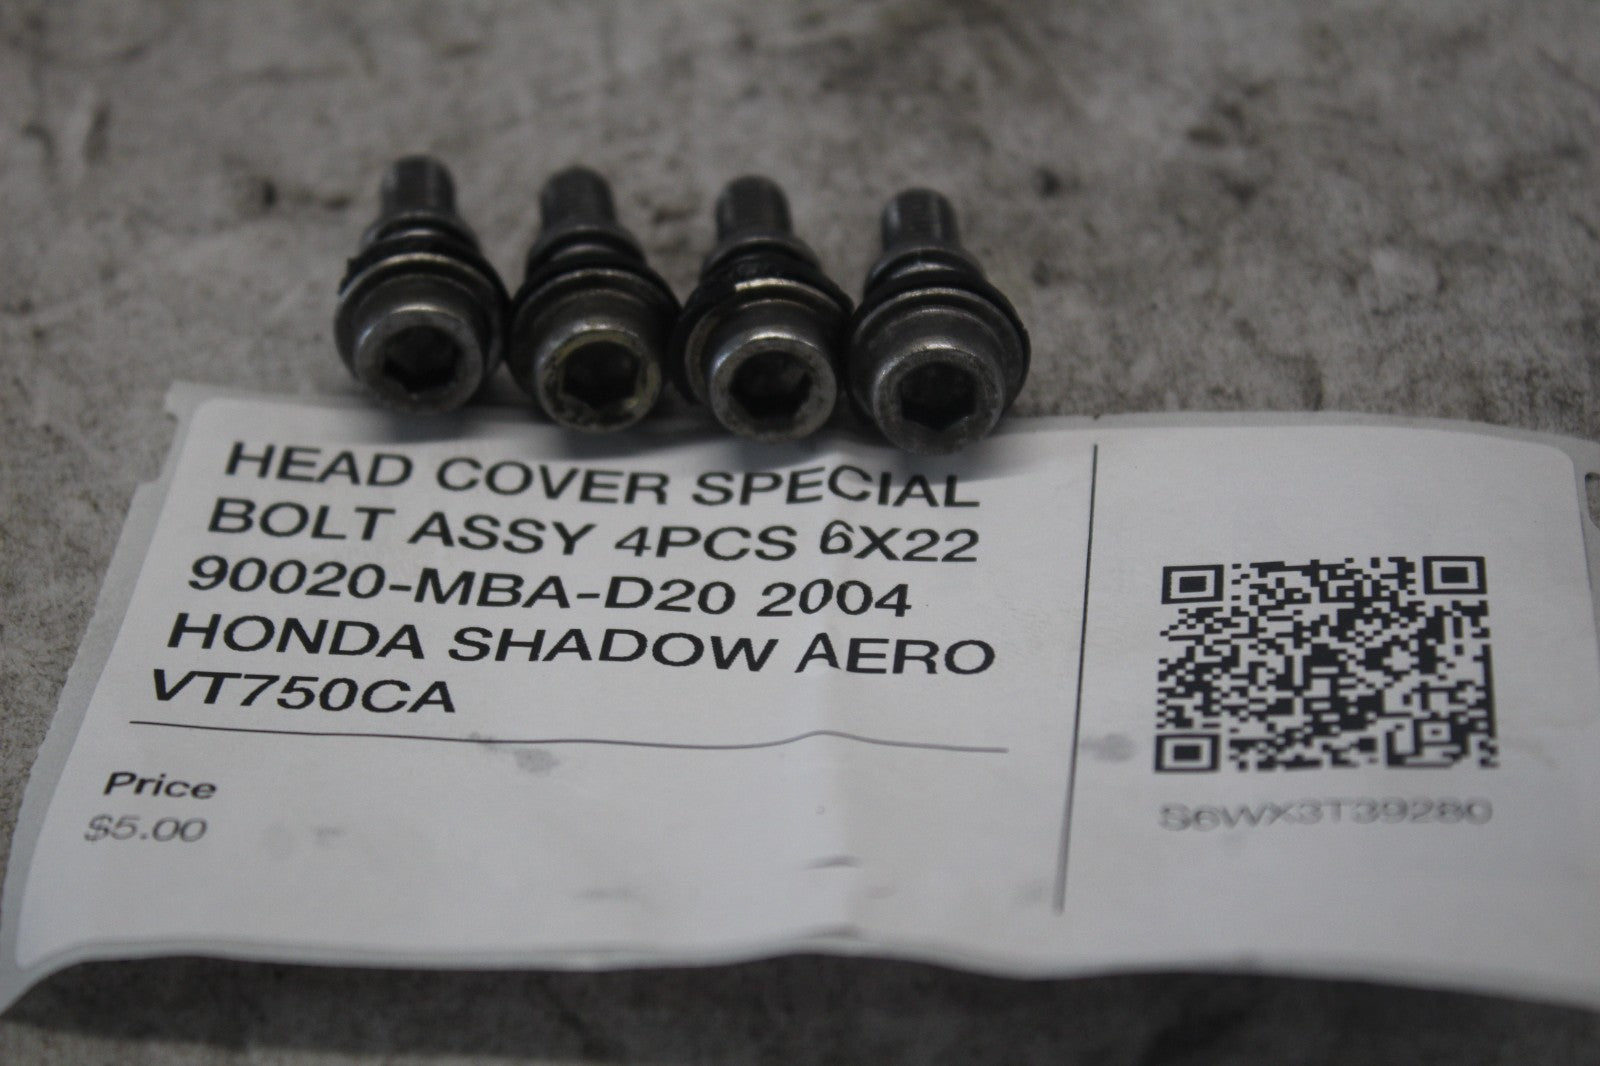 HEAD COVER SPECIAL
BOLT ASSY 4PCS 6X22
90020-MBA-D20 2004
HONDA SHADOW AERO
VT750CA
Price
$5.00
S6WX3T39280